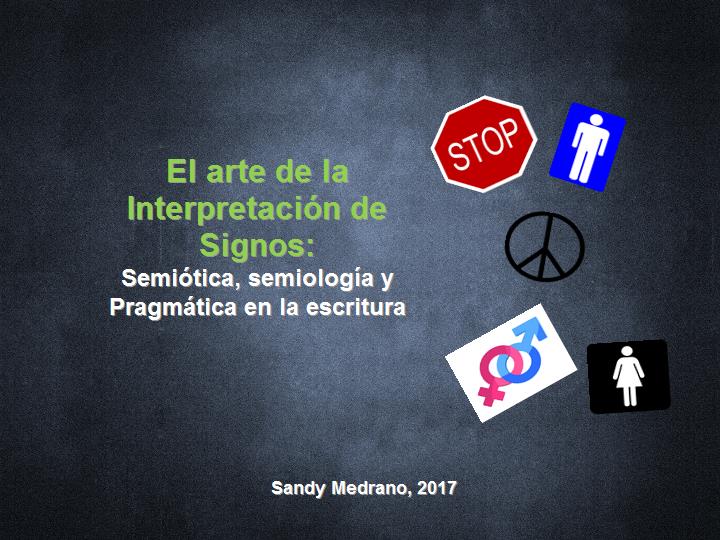 El arte de la
Interpretación de
Signos:
Semiótica, semiología y
Pragmática en la escritura
STOP
Sandy Medrano, 2017